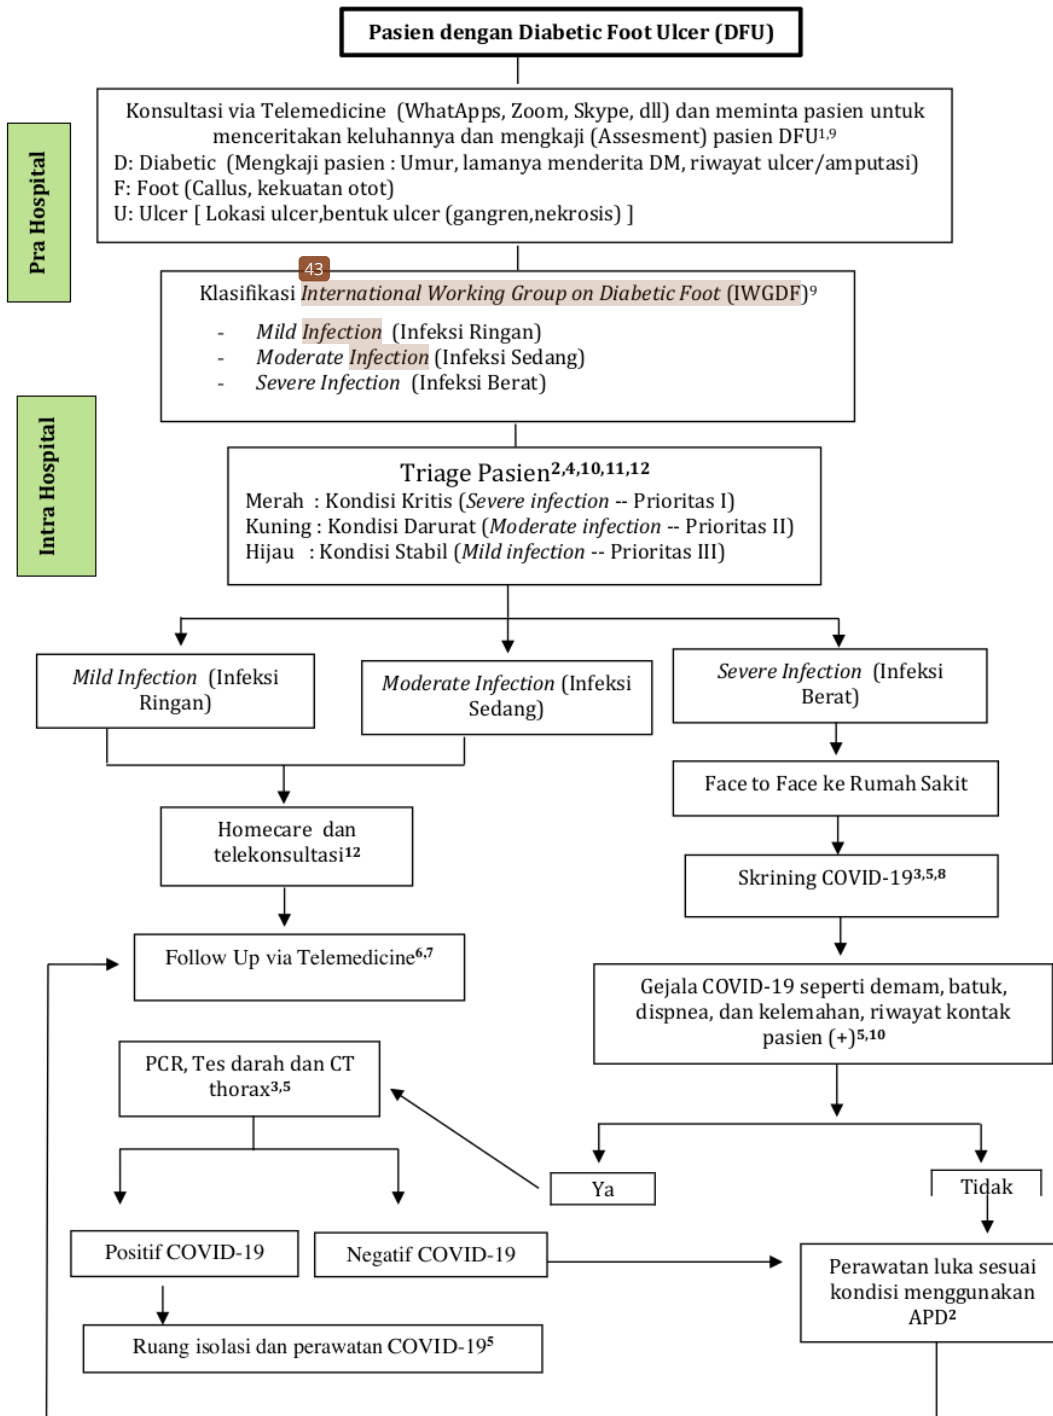 Pasien dengan Diabetic Foot Ulcer (DFU)
Pra Hospital
Konsultasi via Telemedicine (WhatApps, Zoom, Skype, dll) dan meminta pasien untuk
menceritakan keluhannya dan mengkaji (Assesment) pasien DFU1,9
D: Diabetic (Mengkaji pasien : Umur, lamanya menderita DM, riwayat ulcer/amputasi)
F: Foot (Callus, kekuatan otot)
U: Ulcer [ Lokasi ulcer,bentuk ulcer (gangren,nekrosis) ]
43
Klasifikasi International Working Group on Diabetic Foot (IWGDF)9
- Mild Infection (Infeksi Ringan)
- Moderate Infection (Infeksi Sedang)
- Severe Infection (Infeksi Berat)
Intra Hospital
Triage Pasien2,4,10,11,12
Merah : Kondisi Kritis (Severe infection -- Prioritas I)
Kuning : Kondisi Darurat (Moderate infection -- Prioritas II)
Hijau : Kondisi Stabil (Mild infection -- Prioritas III)
Mild Infection (Infeksi
Ringan)
Moderate Infection (Infeksi
Sedang)
Severe Infection (Infeksi
Berat)
Face to Face ke Rumah Sakit
Homecare dan
telekonsultasi12
Skrining COVID-193,5,8
Follow Up via Telemedicine6,7
Gejala COVID-19 seperti demam, batuk,
dispnea, dan kelemahan, riwayat kontak
pasien (+)5,10
PCR, Tes darah dan CT
thorax3,5
Ya
Tidak
Positif COVID-19
Negatif COVID-19
Perawatan luka sesuai
kondisi menggunakan
APD2
Ruang isolasi dan perawatan COVID-195